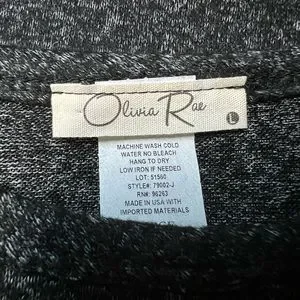 Olivia Rae
L
MACHINE WASH COLD
WATER NO BLEACH
HANG TO DRY
LOW IRON IF NEEDED
LOT: 51560
STYLE#: 79002-J
RN#: 96263
MADE IN USA WITH
IMPORTED MATERIALS